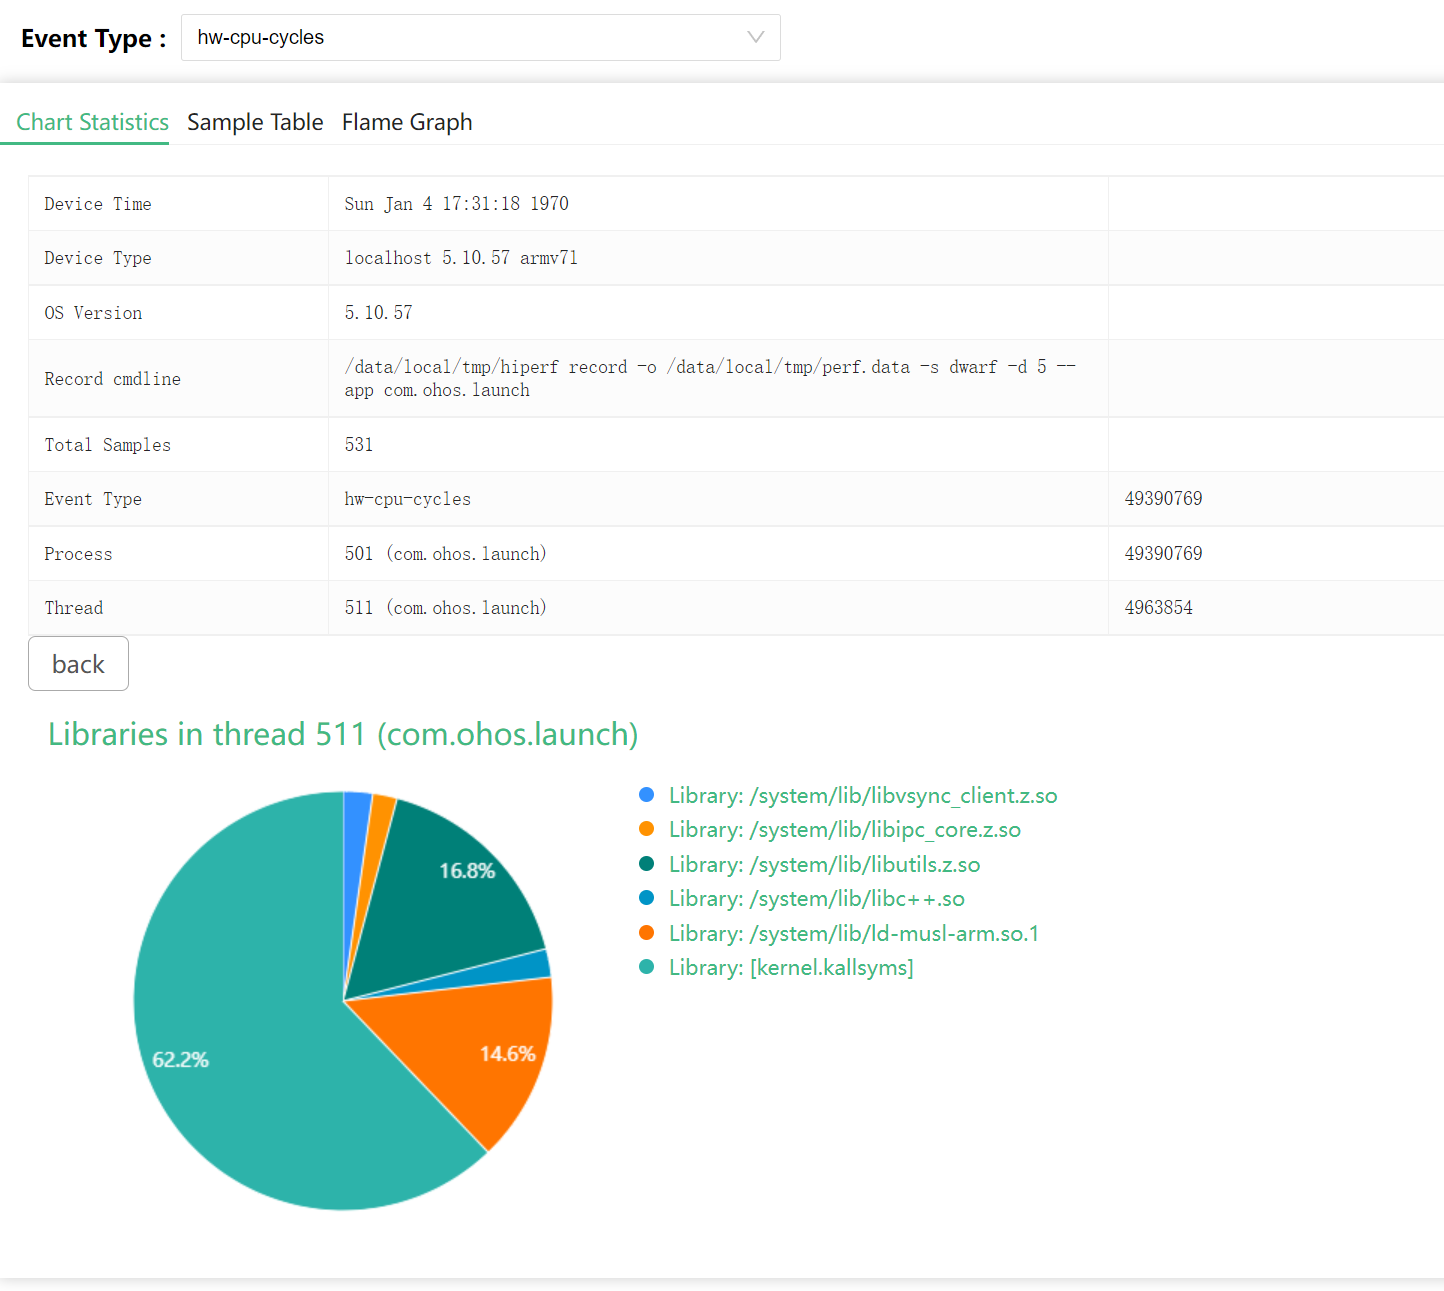 Event Type :
hw-cpu-cycles
Chart Statistics Sample Table Flame Graph
Device Time Sun Jan 4 17:31:18 1970
Device Type localhost 5.10.57 armv7l
OS Version 5.10.57
Record cmdline /data/local/tmp/hiperf record -o /data/local/tmp/perf.data -s dwarf -d 5 --
app com.ohos.launch
Total Samples 531
Event Type hw-cpu-cycles 49390769
Process 501 (com.ohos.launch) 49390769
Thread 511 (com.ohos.launch) 4963854
back
Libraries in thread 511 (com.ohos.launch)
Library: /system/lib/libvsync_client.z.so
Library: /system/lib/libipc_core.z.so
Library: /system/lib/libutils.z.so
Library: /system/lib/libc++.so
Library: /system/lib/ld-musl-arm.so.1
Library: [kernel.kallsyms]
16.8%
14.6%
62.2%